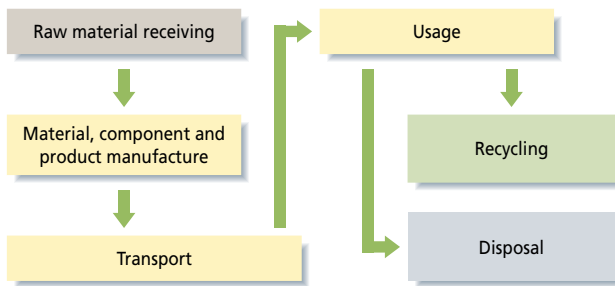 Raw material receiving
Material, component and
product manufacture
Transport
Usage
Recycling
Disposal